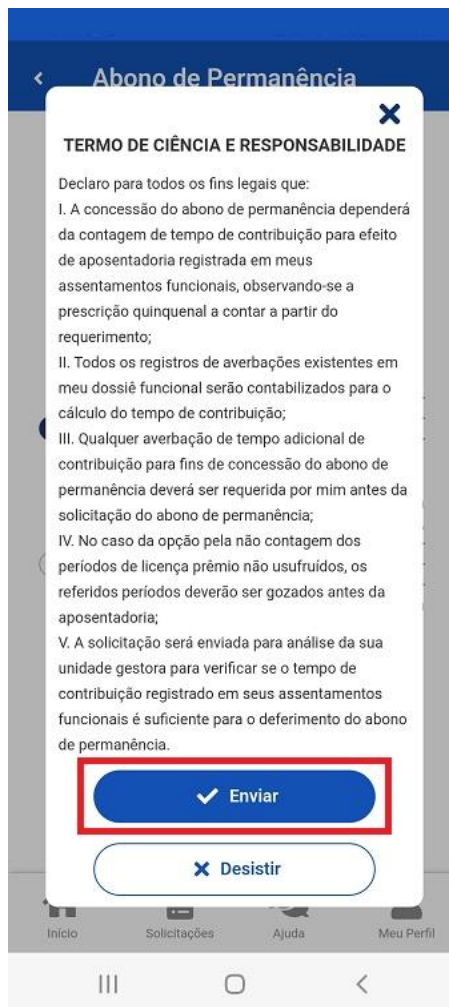 Abono de Permanência
TERMO DE CIÊNCIA E RESPONSABILIDADE
Declaro para todos os fins legais que:
I. A concessão do abono de permanência dependerá
da contagem de tempo de contribuição para efeito
de aposentadoria registrada em meus
assentamentos funcionais, observando-se a
prescrição quinquenal a contar a partir do
requerimento;
II. Todos os registros de averbações existentes em
meu dossiê funcional serão contabilizados para o
cálculo do tempo de contribuição;
III. Qualquer averbação de tempo adicional de
contribuição para fins de concessão do abono de
permanência deverá ser requerida por mim antes da
solicitação do abono de permanência;
IV. No caso da opção pela não contagem dos
períodos de licença prêmio não usufruídos, os
referidos períodos deverão ser gozados antes da
aposentadoria;
V. A solicitação será enviada para análise da sua
unidade gestora para verificar se o tempo de
contribuição registrado em seus assentamentos
funcionais é suficiente para o deferimento do abono
de permanência.
Enviar
Desistir
Início Solicitações Ajuda Meu Perfil